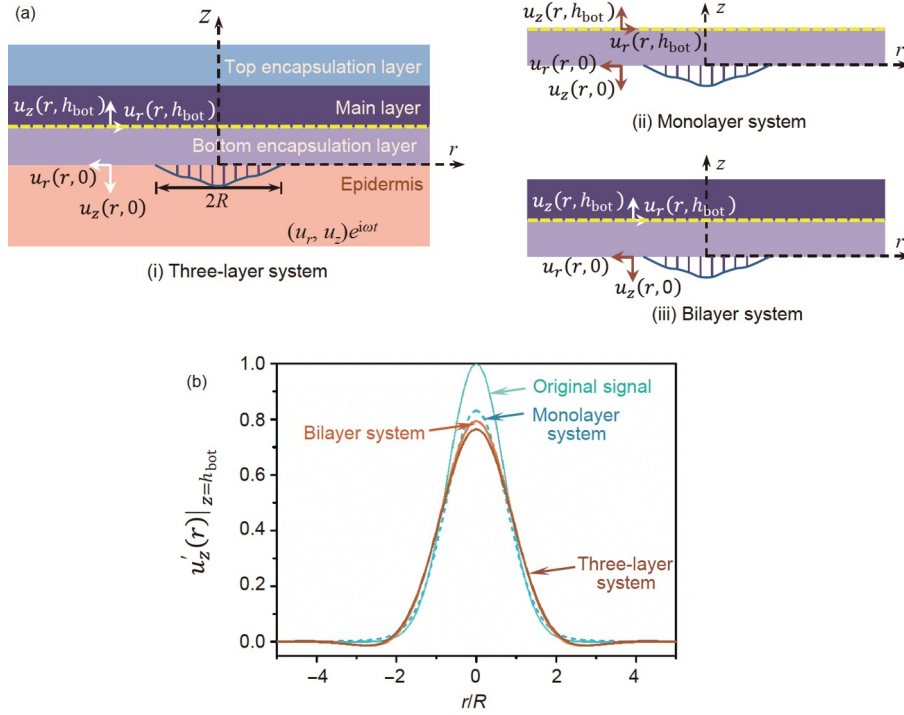 (a)
z
Top encapsulation layer
Main layer
u_z(r, h_bot)
u_r(r, h_bot)
Bottom encapsulation layer
r
u_r(r, 0)
u_z(r, 0)
2R
Epidermis
(u_r, u_z)e^{iωt}
(i) Three-layer system
u_z(r, h_bot)
z
u_r(r, h_bot)
r
u_r(r, 0)
u_z(r, 0)
(ii) Monolayer system
z
u_z(r, h_bot)
u_r(r, h_bot)
r
u_r(r, 0)
u_z(r, 0)
(iii) Bilayer system
(b)
1.0
0.8
0.6
0.4
0.2
0.0
u'_z(r)|_{z=h_bot}
Original signal
Monolayer
system
Bilayer system
Three-layer
system
−4
−2
0
2
4
r/R